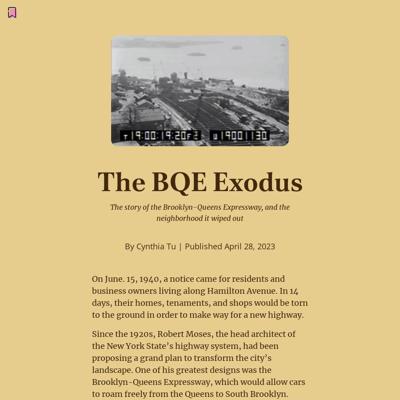 T19:00:19:20F2 U19001130
The BQE Exodus
The story of the Brooklyn-Queens Expressway, and the
neighborhood it wiped out
By Cynthia Tu | Published April 28, 2023
On June. 15, 1940, a notice came for residents and
business owners living along Hamilton Avenue. In 14
days, their homes, tenaments, and shops would be torn
to the ground in order to make way for a new highway.
Since the 1920s, Robert Moses, the head architect of
the New York State's highway system, had been
proposing a grand plan to transform the city's
landscape. One of his greatest designs was the
Brooklyn-Queens Expressway, which would allow cars
to roam freely from the Queens to South Brooklyn.